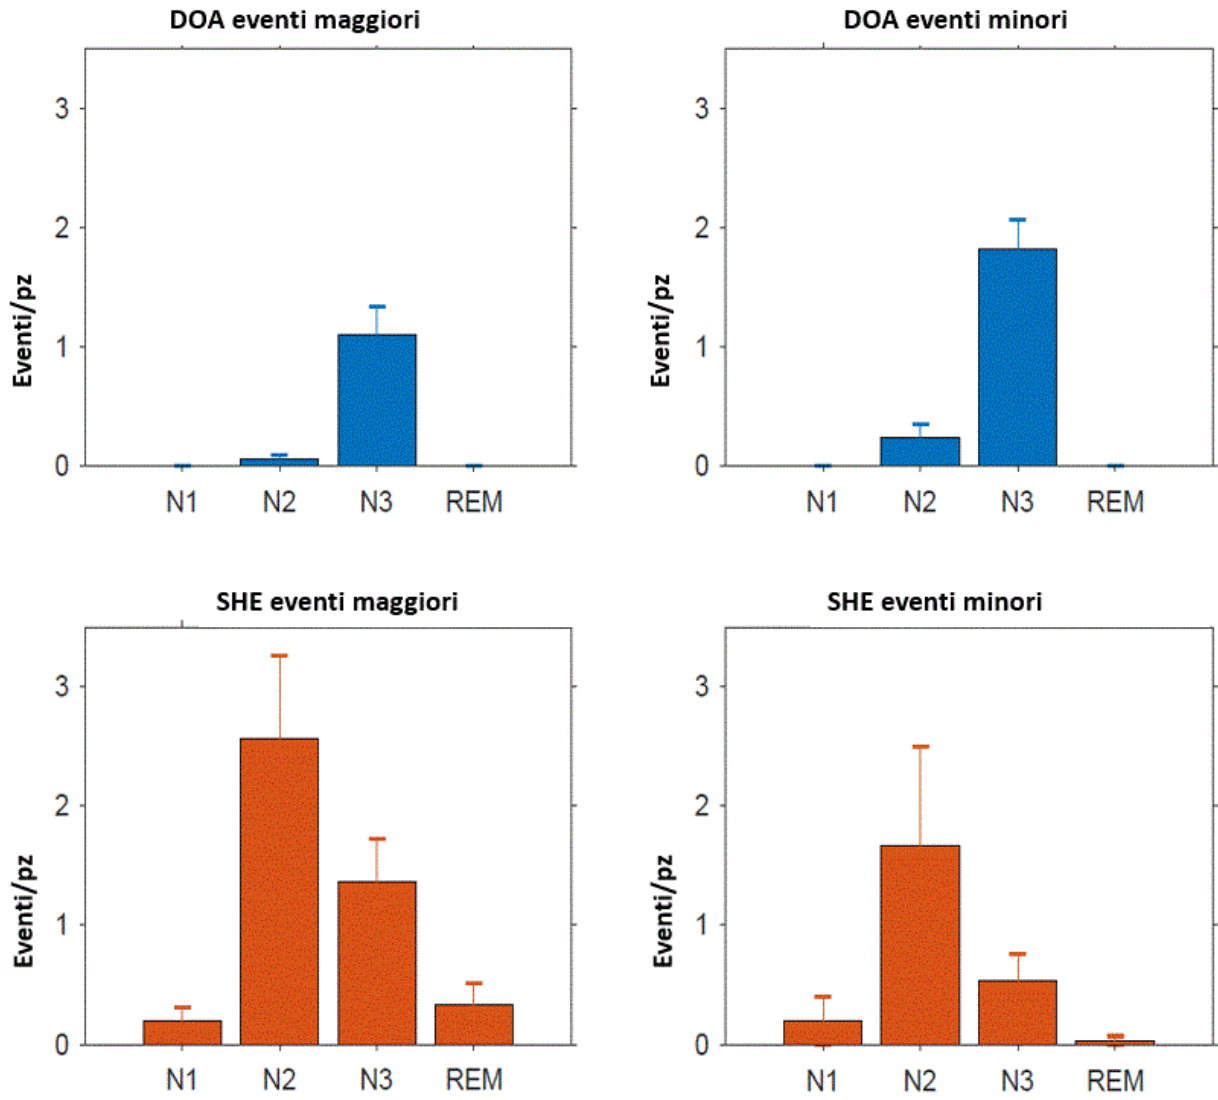 DOA eventi maggiori
3
2
1
0
Eventi/pz
N1 N2 N3 REM
DOA eventi minori
3
2
1
0
Eventi/pz
N1 N2 N3 REM
SHE eventi maggiori
3
2
1
0
Eventi/pz
N1 N2 N3 REM
SHE eventi minori
3
2
1
0
Eventi/pz
N1 N2 N3 REM